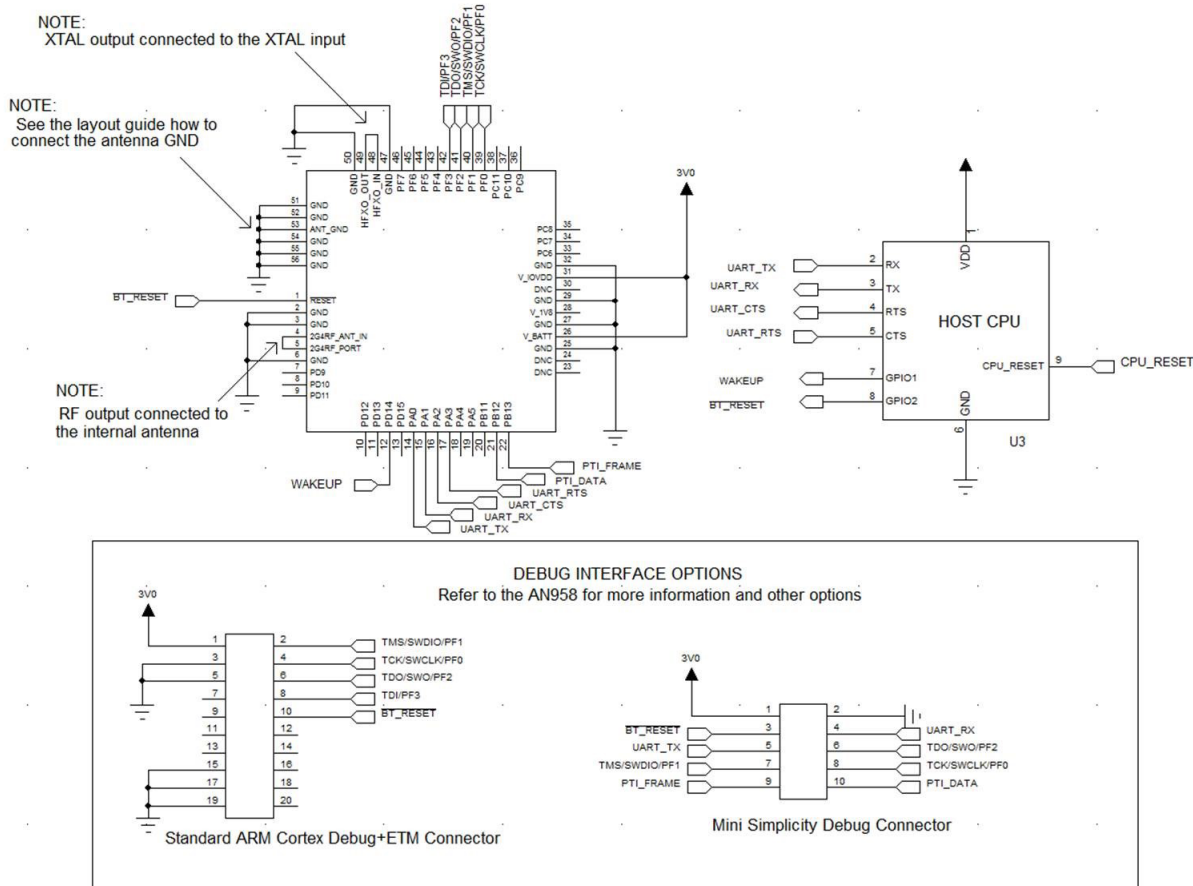 NOTE:
XTAL output connected to the XTAL input
NOTE:
See the layout guide how to
connect the antenna GND
TDI/PF3
TDO/SWO/PF2
TMS/SWDIO/PF1
TCK/SWCLK/PF0
50 49 48 47 46 45 44 43 42 41 40 39 38 37 36
GND HFXO_OUT HFXO_IN GND PF7 PF6 PF5 PF4 PF3 PF2 PF1 PF0 PC11 PC10 PC9
51 GND
52 GND
53 ANT_GND
54 GND
55 GND
56 GND
BT_RESET 1 RESET
2 GND
3 GND
4 2G4RF_ANT_IN
5 2G4RF_PORT
6 GND
7 PD9
8 PD10
9 PD11
NOTE:
RF output connected to
the internal antenna
3V0
PC8 35
PC7 34
PC6 33
GND 32
V_IOVDD 31
DNC 30
GND 29
V_1V8 28
GND 27
V_BATT 26
GND 25
DNC 24
DNC 23
PD12 PD13 PD14 PD15 PA0 PA1 PA2 PA3 PA4 PA5 PB11 PB12 PB13
10 11 12 13 14 15 16 17 18 19 20 21 22
WAKEUP
PTI_FRAME
PTI_DATA
UART_RTS
UART_CTS
UART_RX
UART_TX
1
VDD
UART_TX 2 RX
UART_RX 3 TX
UART_CTS 4 RTS
UART_RTS 5 CTS
HOST CPU
CPU_RESET 9 CPU_RESET
WAKEUP 7 GPIO1
BT_RESET 8 GPIO2
GND
6
U3
DEBUG INTERFACE OPTIONS
Refer to the AN958 for more information and other options
3V0
1 2 TMS/SWDIO/PF1
3 4 TCK/SWCLK/PF0
5 6 TDO/SWO/PF2
7 8 TDI/PF3
9 10 BT_RESET
11 12
13 14
15 16
17 18
19 20
Standard ARM Cortex Debug+ETM Connector
3V0
1 2
BT_RESET 3 4 UART_RX
UART_TX 5 6 TDO/SWO/PF2
TMS/SWDIO/PF1 7 8 TCK/SWCLK/PF0
PTI_FRAME 9 10 PTI_DATA
Mini Simplicity Debug Connector